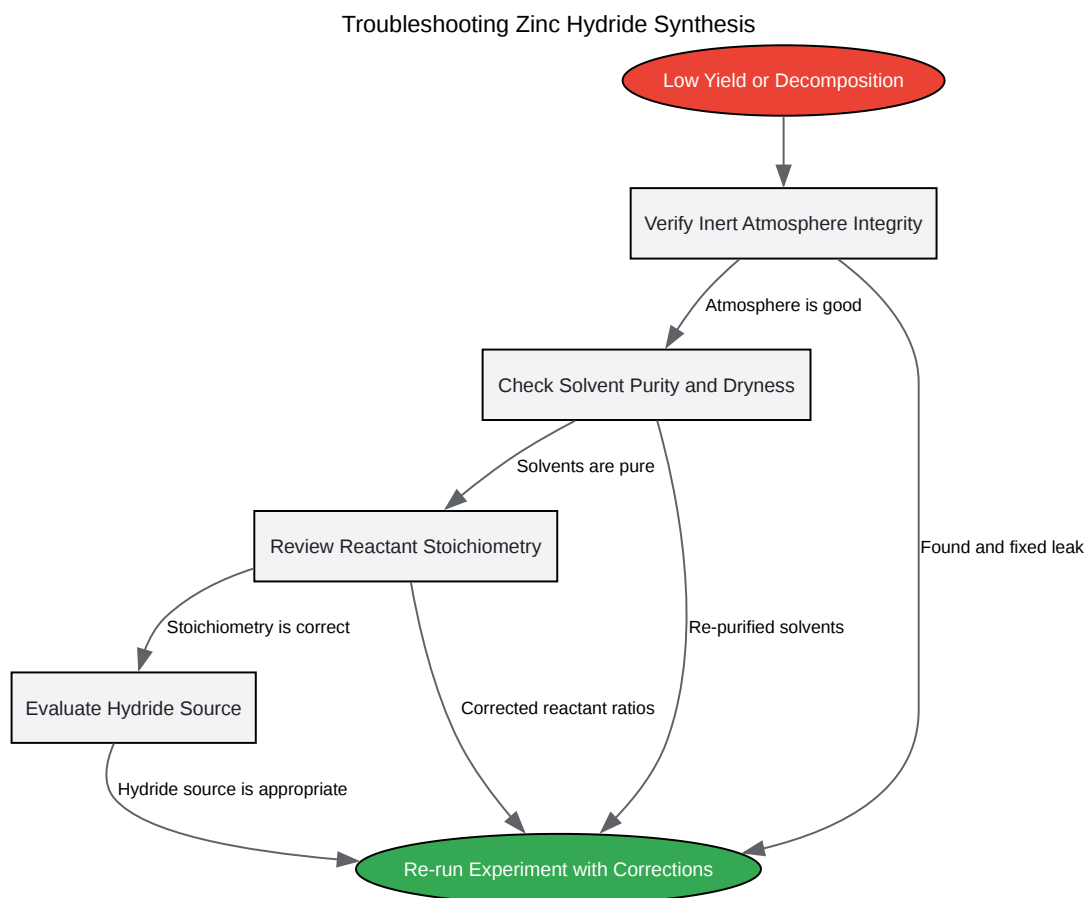 Troubleshooting Zinc Hydride Synthesis
Low Yield or Decomposition
Verify Inert Atmosphere Integrity
Atmosphere is good
Check Solvent Purity and Dryness
Solvents are pure
Review Reactant Stoichiometry
Found and fixed leak
Stoichiometry is correct
Re-purified solvents
Evaluate Hydride Source
Corrected reactant ratios
Hydride source is appropriate
Re-run Experiment with Corrections